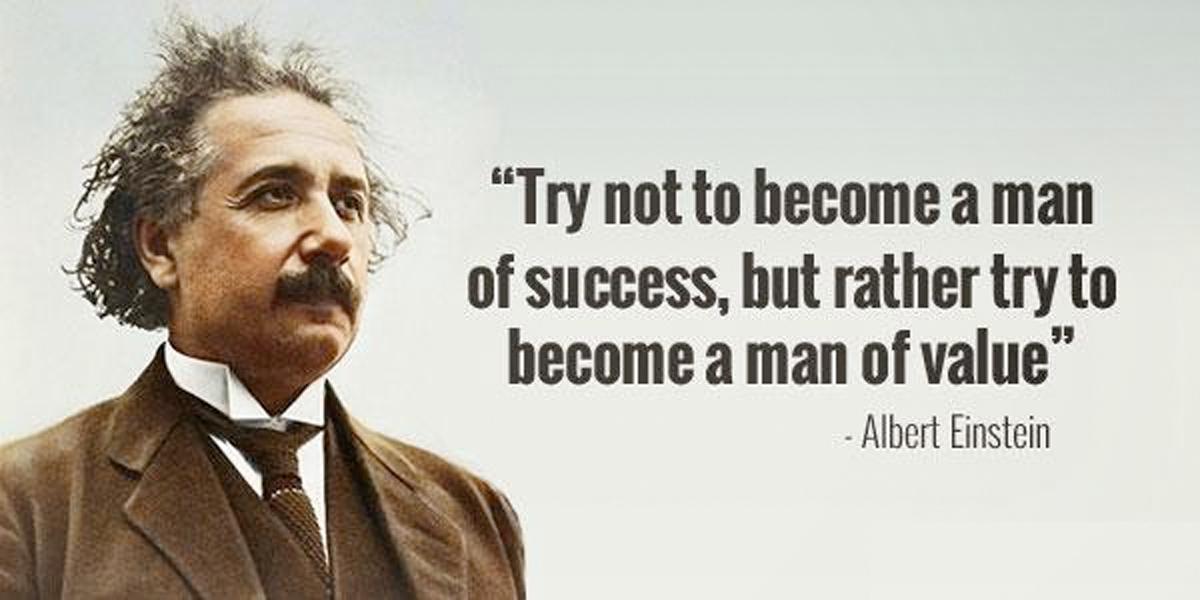 “Try not to become a man
of success, but rather try to
become a man of value”
- Albert Einstein